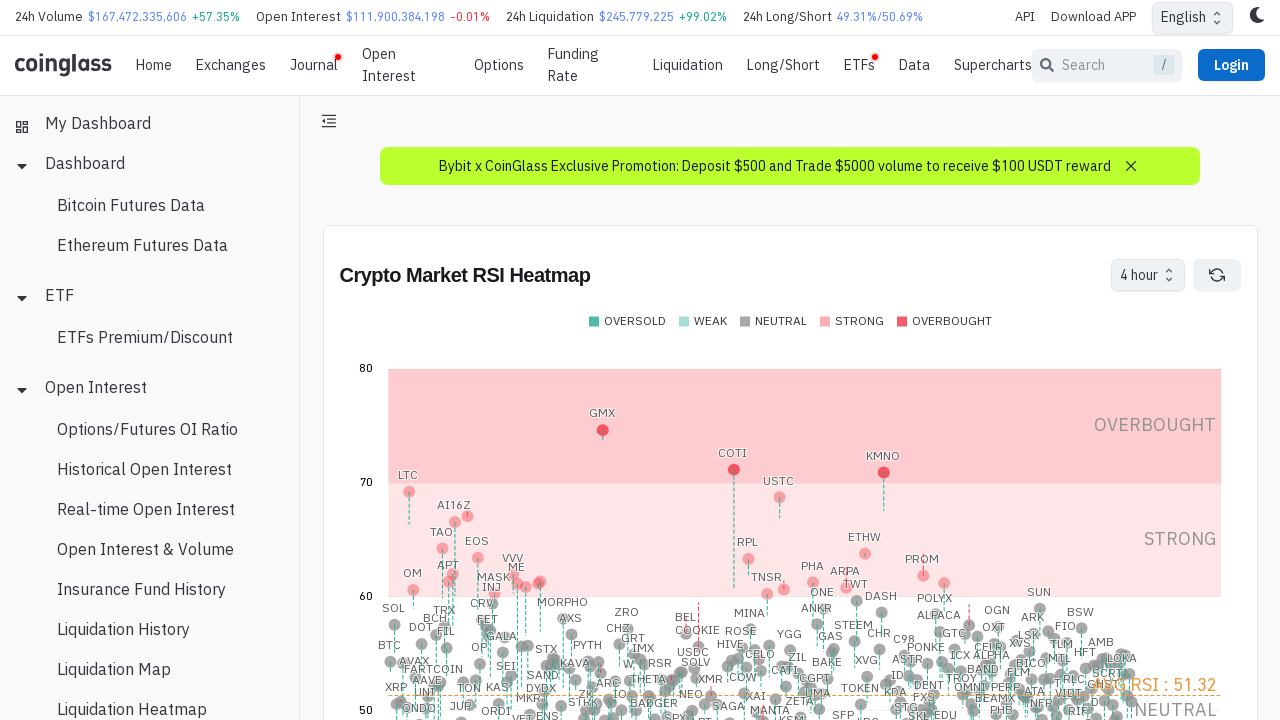 24h Volume $167,472,335,606 +57.35% Open Interest $111,900,384,198 -0.01% 24h Liquidation $245,779,225 +99.02% 24h Long/Short 49.31%/50.69% API Download APP English
coinglass Home Exchanges Journal Open Interest Options Funding Rate Liquidation Long/Short ETFs Data Supercharts Search / Login
My Dashboard
Dashboard
Bitcoin Futures Data
Ethereum Futures Data
ETF
ETFs Premium/Discount
Open Interest
Options/Futures OI Ratio
Historical Open Interest
Real-time Open Interest
Open Interest & Volume
Insurance Fund History
Liquidation History
Liquidation Map
Liquidation Heatmap
Bybit x CoinGlass Exclusive Promotion: Deposit $500 and Trade $5000 volume to receive $100 USDT reward
Crypto Market RSI Heatmap
4 hour
OVERSOLD WEAK NEUTRAL STRONG OVERBOUGHT
80
GMX
OVERBOUGHT
COTI
KMNO
70
LTC
USTC
AI16Z
TAO
EOS
RPL
ETHW
STRONG
OM
APT
VVV
ME
MASK
INJ
TNSR
PHA
ARPA
PROM
TWT
60
SOL
TRX
CRV
MORPHO
ONE
DASH
POLYX
SUN
BCH
FET
AXS
ZRO
BEL
MINA
ANKR
ALPACA
OGN
ARK
BSW
DOT
FIL
GALA
CHZ
GRT
COOKIE
ROSE
YGG
STEEM
CHR
GTC
OXT
LSK
FIO
BTC
OP
STX
PYTH
IMX
USDC
HIVE
GAS
C98
PONKE
CELR
XVS
TLM
HFT
AMB
AVAX
FARTCOIN
SEI
KAVA
W
RSR
SOLV
CELO
ZIL
BAKE
XVG
ASTR
ICX
ALPHA
BICO
MTL
LOKA
XRP
AAVE
UNI
TON
KAS
SAND
DYDX
ARC
THETA
XMR
COW
CATI
CGPT
TOKEN
ID
KDA
DENT
TROY
BAND
OMNI
PERP
FLM
ATA
RLC
VIDT
SCRT
AVG RSI : 51.32
ONDO
JUP
ORDI
MKR
ZK
STRK
IO
BADGER
NEO
SAGA
XAI
MANTA
ZETA
UMA
SFP
STG
FXS
BEAMX
PHB
NFP
RIF
NEUTRAL
50
ENS
KSM
SKL
EDU